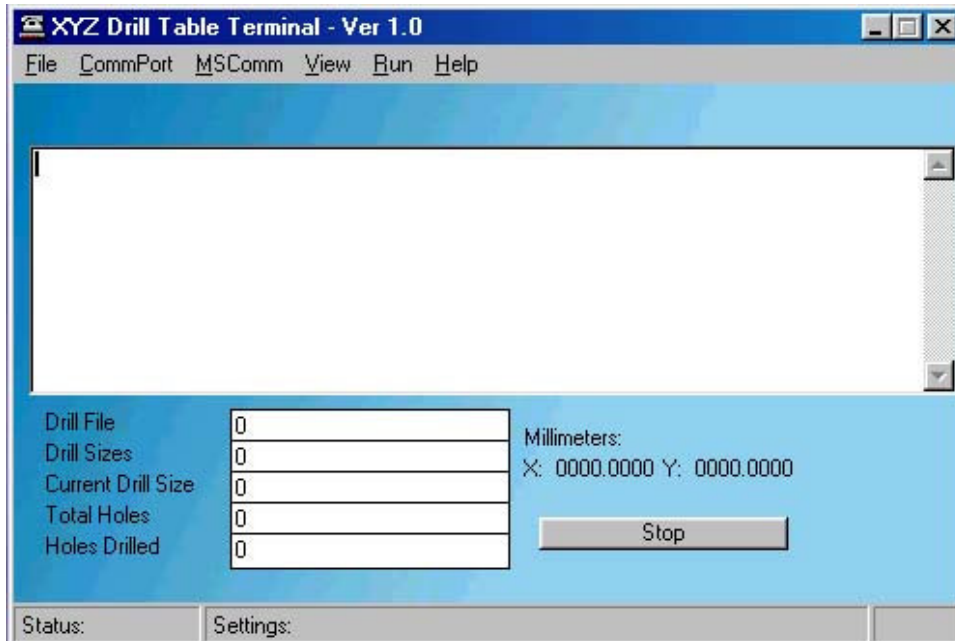 XYZ Drill Table Terminal - Ver 1.0
File CommPort MSComm View Run Help
Drill File 0
Drill Sizes 0
Current Drill Size 0
Total Holes 0
Holes Drilled 0
Millimeters:
X: 0000.0000 Y: 0000.0000
Stop
Status: Settings: